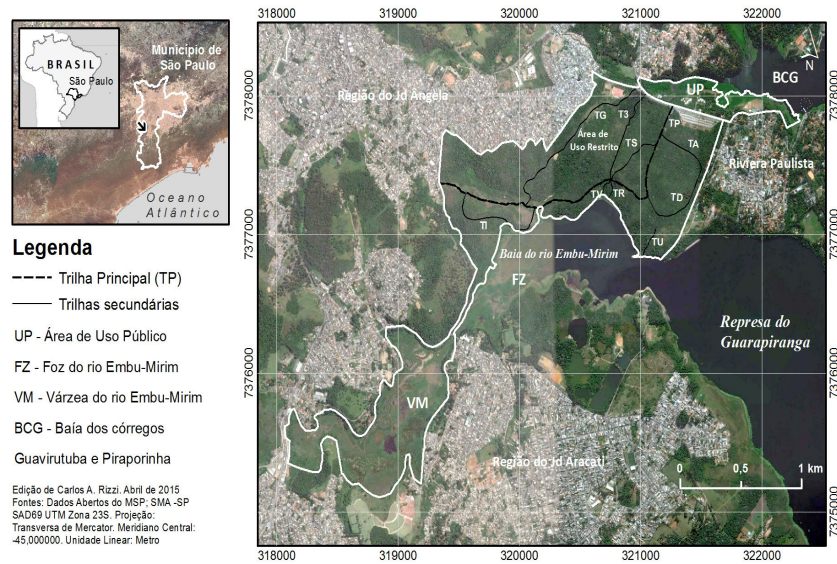 Município de
São Paulo
BRASIL
São Paulo
Oceano
Atlântico
Legenda
Trilha Principal (TP)
Trilhas secundárias
UP - Área de Uso Público
FZ - Foz do rio Embu-Mirim
VM - Várzea do rio Embu-Mirim
BCG - Baía dos córregos
Guavirutuba e Piraporinha
Edição de Carlos A. Rizzi. Abril de 2015
Fontes: Dados Abertos do MSP; SMA -SP
SAD69 UTM Zona 23S. Projeção:
Transversa de Mercator. Meridiano Central:
-45,000000. Unidade Linear: Metro
318000 319000 320000 321000 322000
N
BCG
UP
7378000 7378000
Região do Jd Angela
TG T3 TP
Área de
Uso Restrito
TS TA
Riviera Paulista
TV TR TD
TI
TU
7377000 7377000
Baia do rio Embu-Mirim
FZ
Represa do
Guarapiranga
7376000 7376000
VM
Região do Jd Aracati
0 0,5 1 km
7375000 7375000
318000 319000 320000 321000 322000